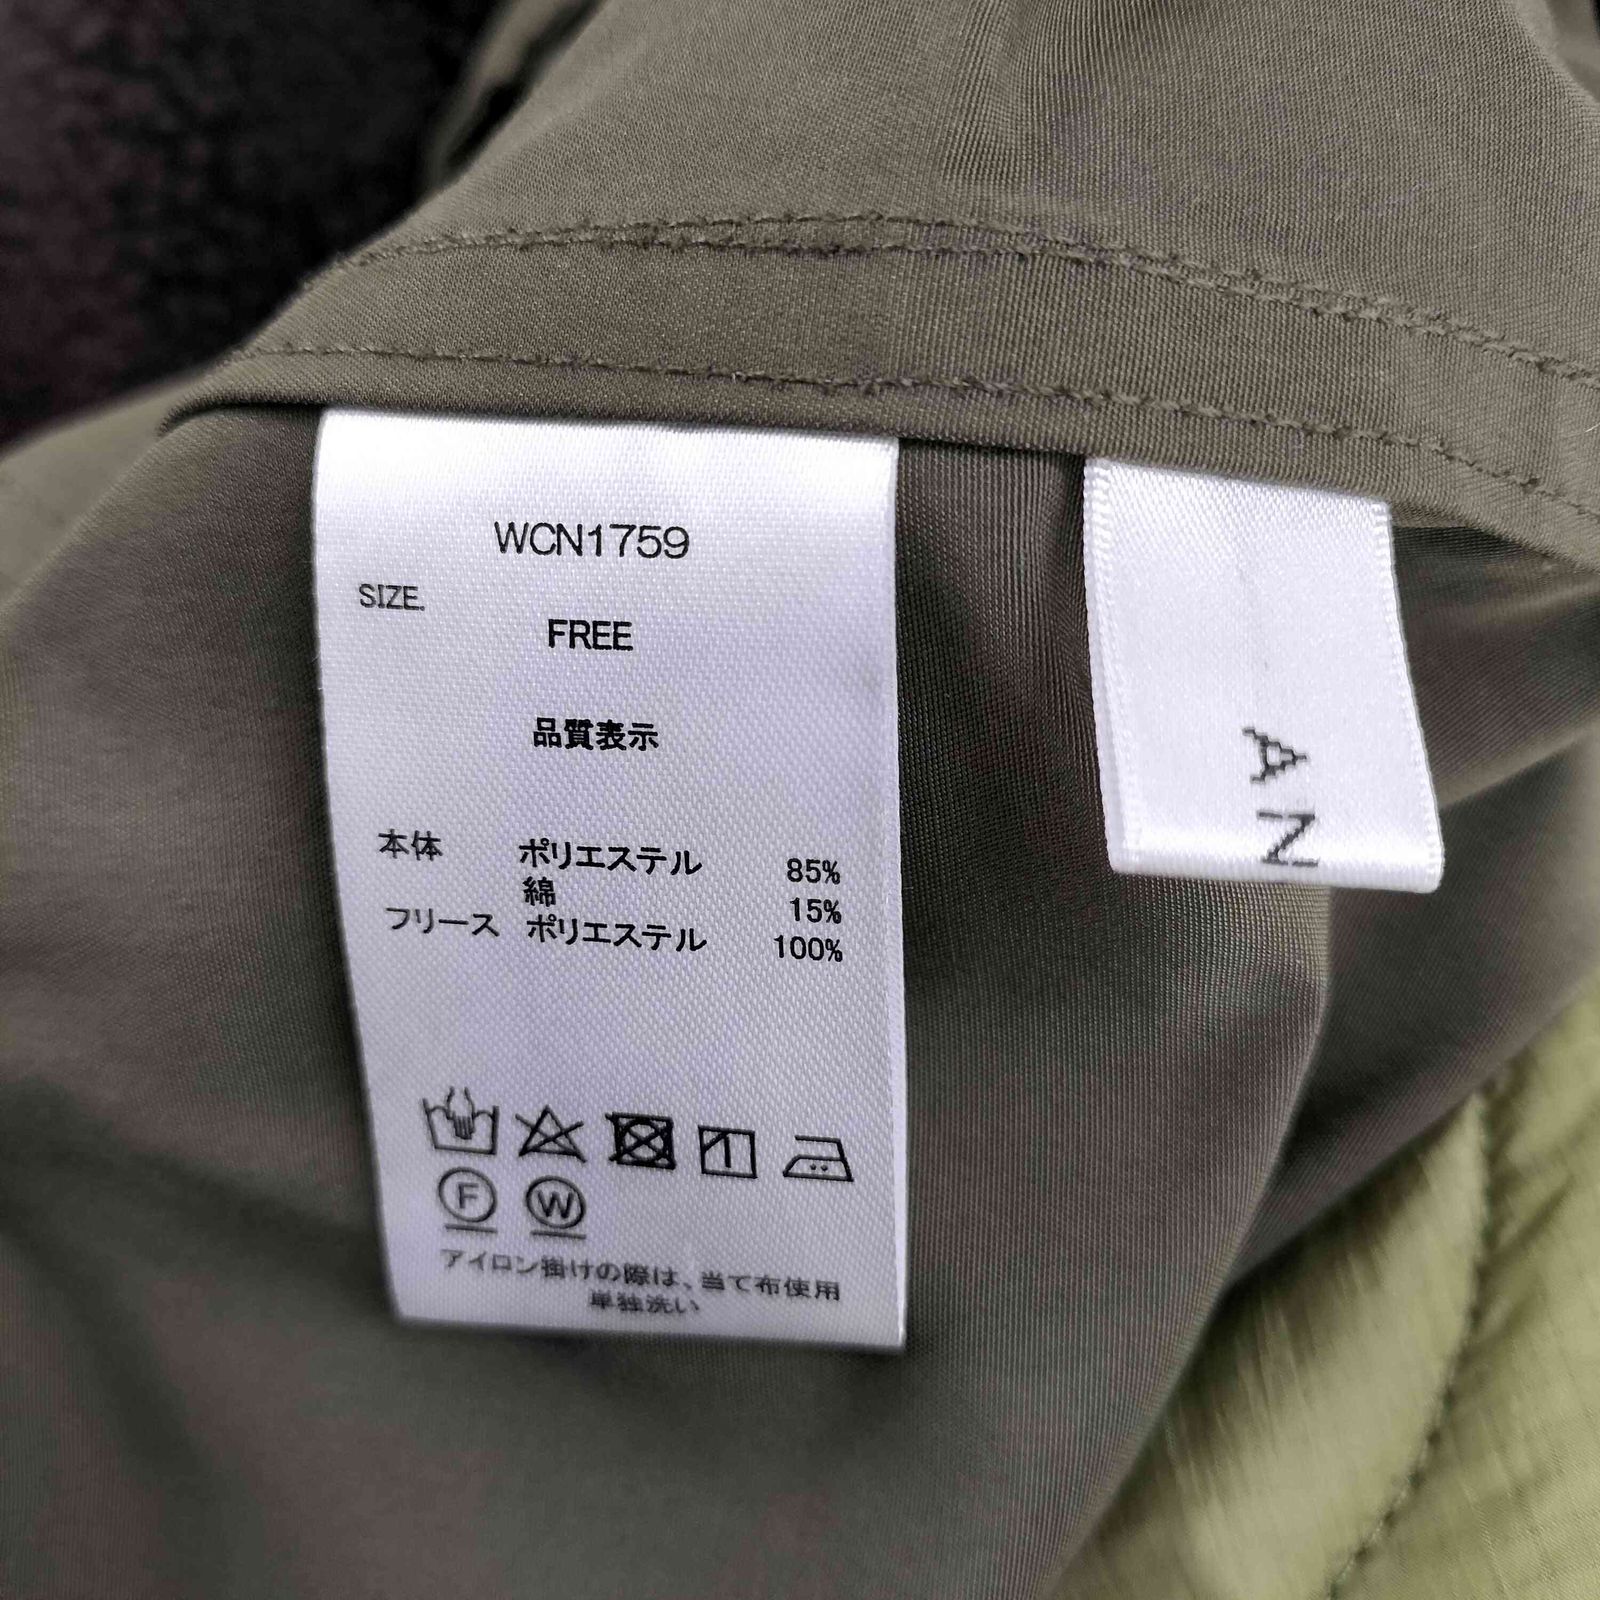 WCN1759
SIZE.
FREE
品質表示
本体 ポリエステル 85%
綿 15%
フリース ポリエステル 100%
F W
アイロン掛けの際は、当て布使用
単独洗い
AN